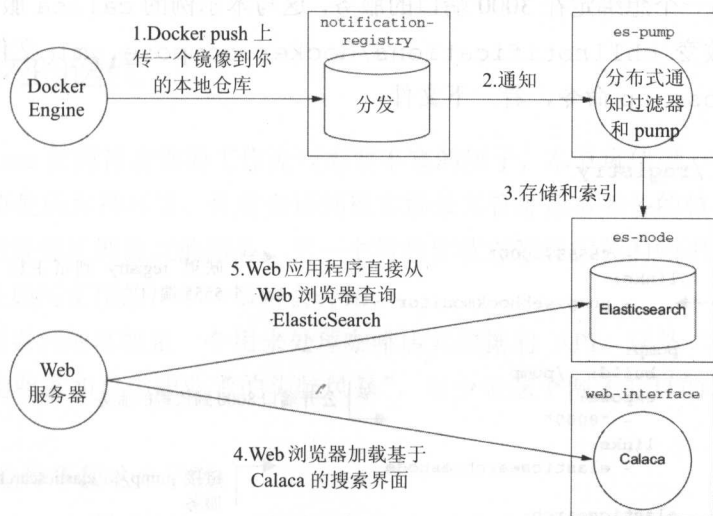 notification-
registry
es-pump
1.Docker push 上
传一个镜像到你
的本地仓库
Docker
Engine
分发
2.通知
分布式通
知过滤器
和 pump
3.存储和索引
es-node
Elasticsearch
5.Web 应用程序直接从
Web 浏览器查询
ElasticSearch
Web
服务器
web-interface
Calaca
4.Web 浏览器加载基于
Calaca 的搜索界面